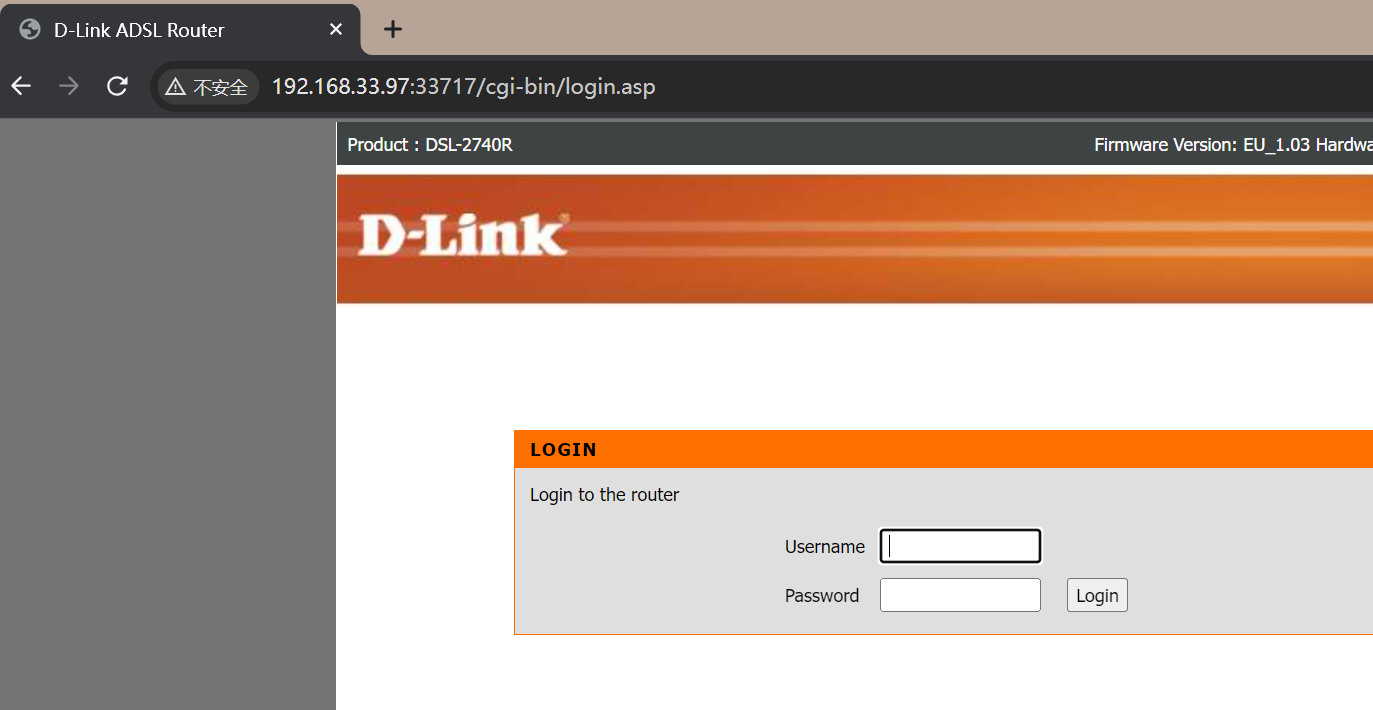 D-Link ADSL Router
不安全 192.168.33.97:33717/cgi-bin/login.asp
Product : DSL-2740R Firmware Version: EU_1.03
D-Link®
LOGIN
Login to the router
Username
Password Login